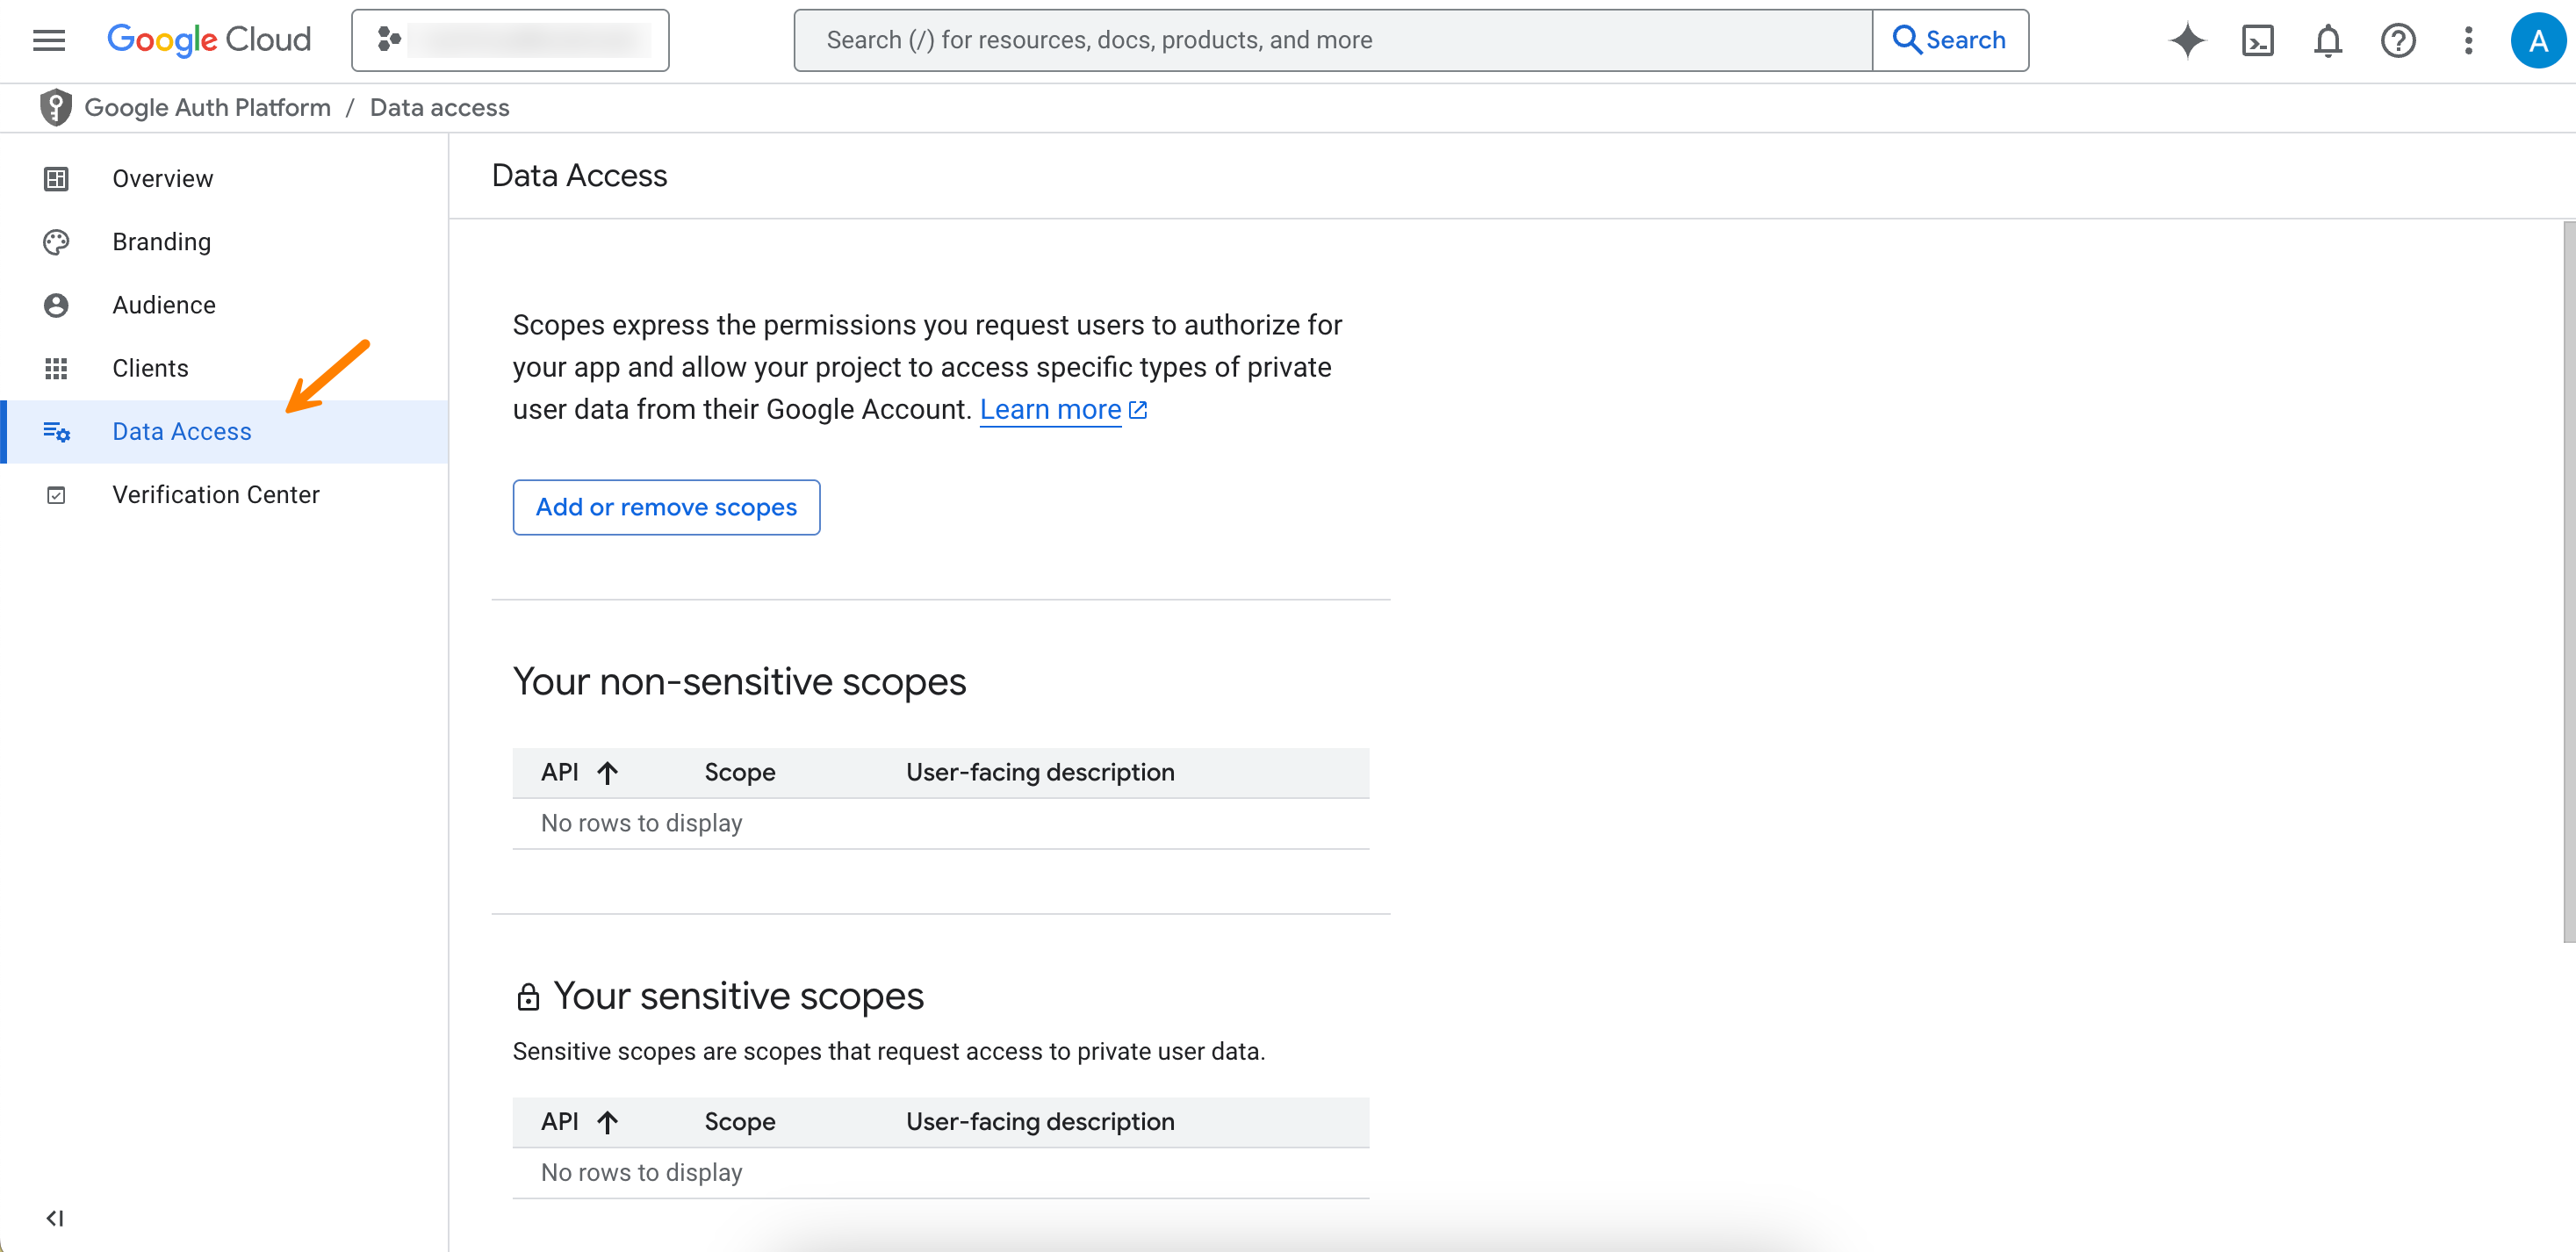 Google Cloud
Search (/) for resources, docs, products, and more
Search
A
Google Auth Platform / Data access
Overview
Branding
Audience
Clients
Data Access
Verification Center
Data Access
Scopes express the permissions you request users to authorize for
your app and allow your project to access specific types of private
user data from their Google Account. Learn more
Add or remove scopes
Your non-sensitive scopes
API Scope User-facing description
No rows to display
Your sensitive scopes
Sensitive scopes are scopes that request access to private user data.
API Scope User-facing description
No rows to display